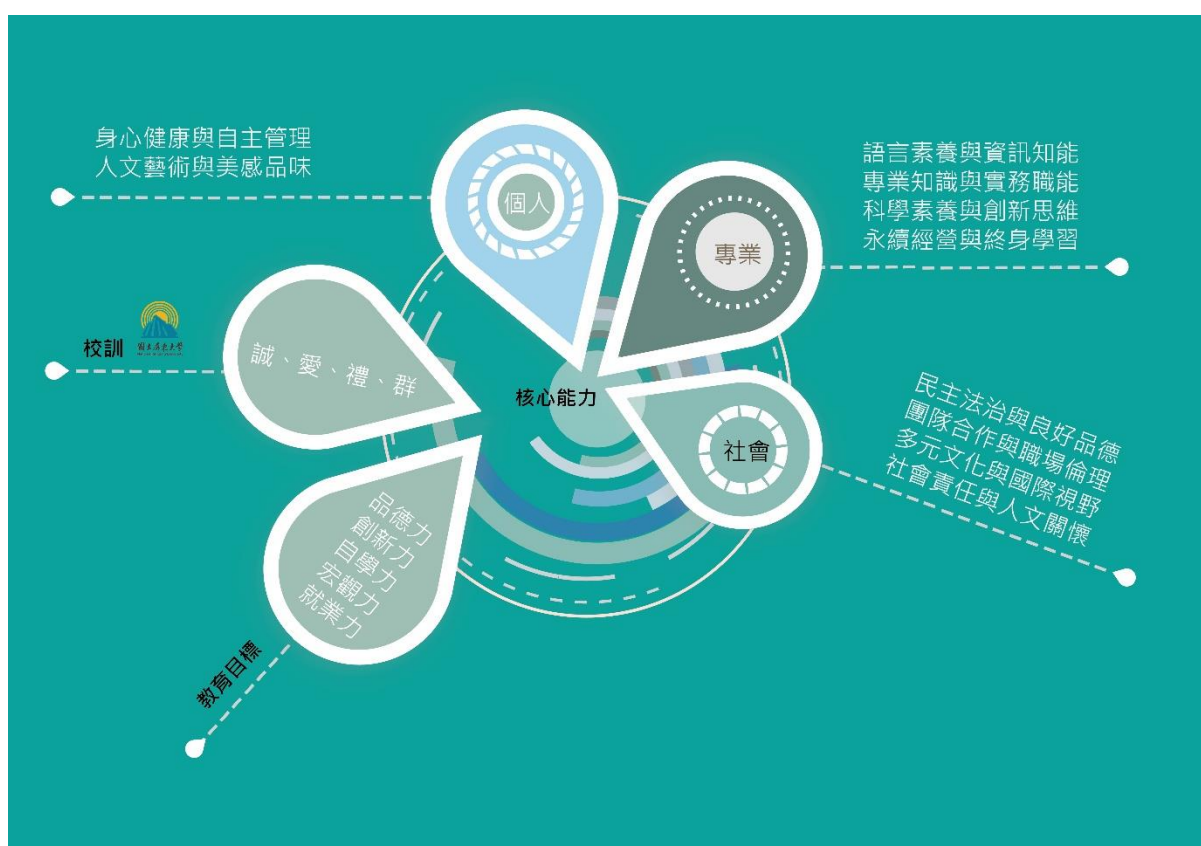 身心健康與自主管理
人文藝術與美感品味
個人
語言素養與資訊知能
專業知識與實務職能
科學素養與創新思維
永續經營與終身學習
專業
校訓
國立屏東大學
誠、愛、禮、群
核心能力
社會
民主法治與良好品德
團隊合作與職場倫理
多元文化與國際視野
社會責任與人文關懷
品德力
創新力
自學力
宏觀力
就業力
教育目標